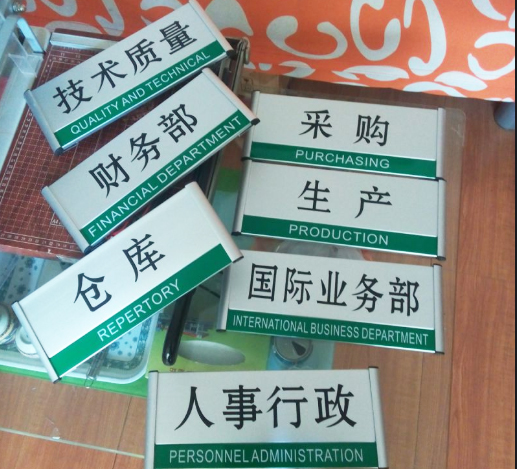 技术质量
QUALITY AND TECHNICAL
财务部
FINANCIAL DEPARTMENT
仓库
REPERTORY
采购
PURCHASING
生产
PRODUCTION
国际业务部
INTERNATIONAL BUSINESS DEPARTMENT
人事行政
PERSONNEL ADMINISTRATION